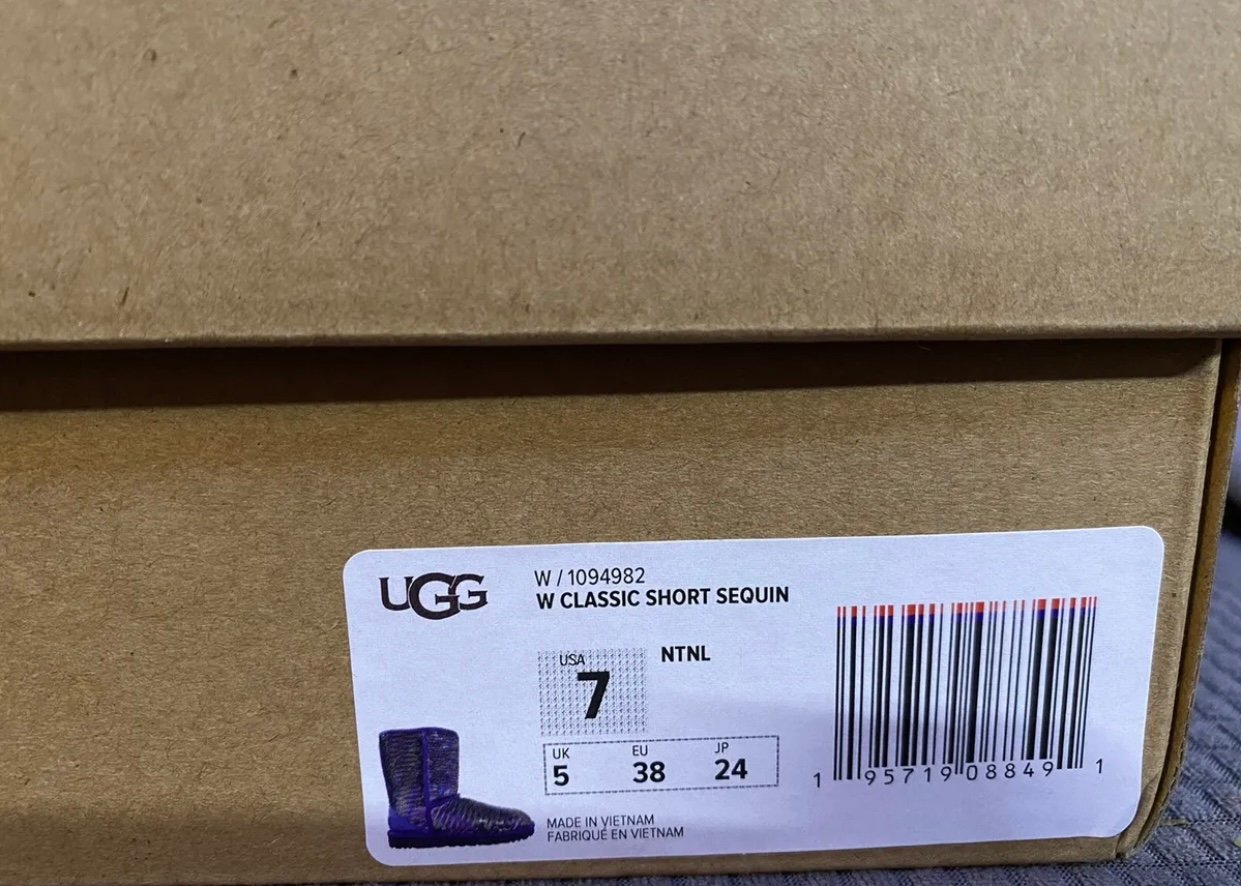 UGG
W / 1094982
W CLASSIC SHORT SEQUIN
USA
7
NTNL
UK EU JP
5 38 24
MADE IN VIETNAM
FABRIQUÉ EN VIETNAM
1 95719 08849 1